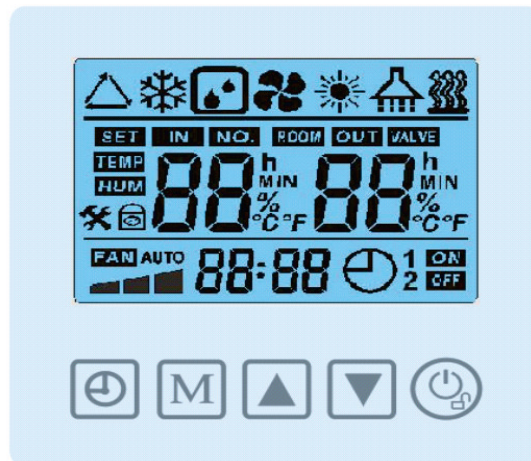 SET IN NO. ROOM OUT VALVE
TEMP 88 h 88 h
HUM MIN MIN
% %
°C °F °C °F
FAN AUTO 88:88 1 ON
2 OFF
M